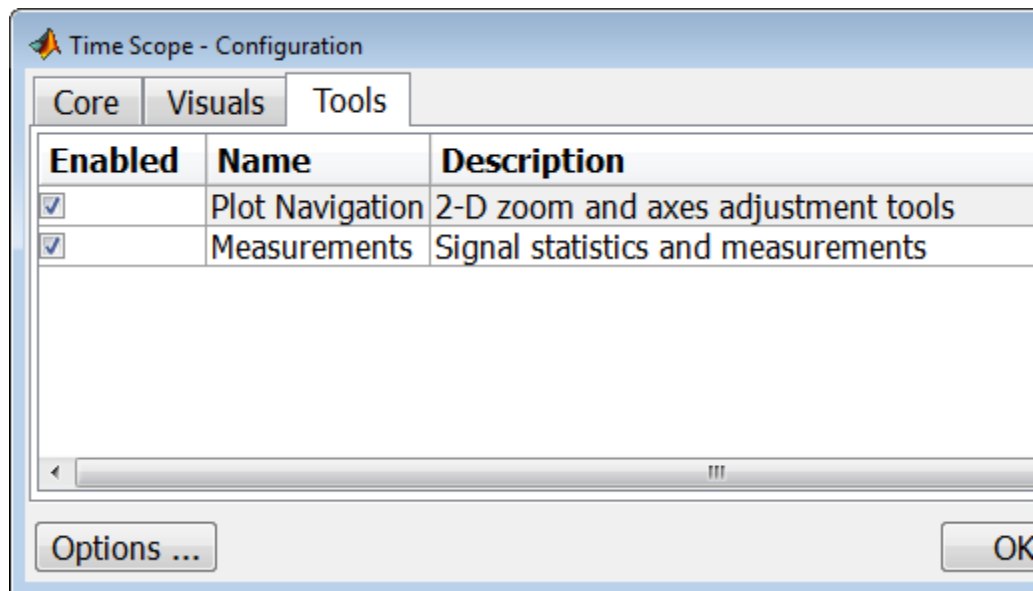 Time Scope - Configuration
Core Visuals Tools
Enabled Name Description
Plot Navigation 2-D zoom and axes adjustment tools
Measurements Signal statistics and measurements
Options ... OK